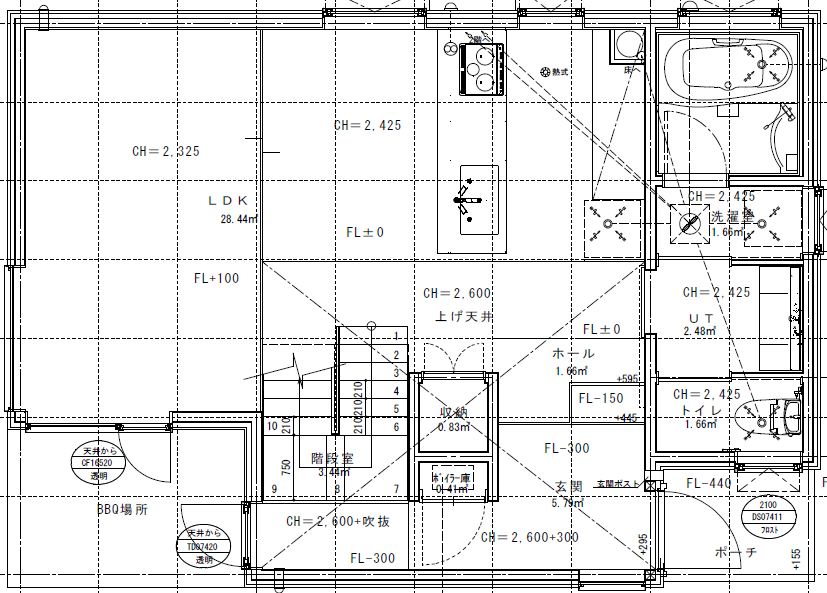 2階へ
熱式
床へ
CH=2,425
CH=2,325
LDK
28.44㎡
CH=2,425
洗濯室
1.66㎡
FL±0
FL+100
CH=2,600
上げ天井
CH=2,425
UT
2.48㎡
FL±0
ホール
1.66㎡
1
2
3
4
5
6
7
8
9
10
210
210
210
750
+595
FL-150
+445
CH=2,425
トイレ
1.66㎡
収納
0.83㎡
階段室
3.44㎡
FL-300
ボイラー庫
0.41㎡
玄関
5.79㎡
玄関ポスト
FL-440
天井から
CF16520
透明
BBQ場所
天井から
TD07420
透明
CH=2,600+吹抜
FL-300
CH=2,600+300
+295
2100
DS07411
フロスト
ポーチ
+155